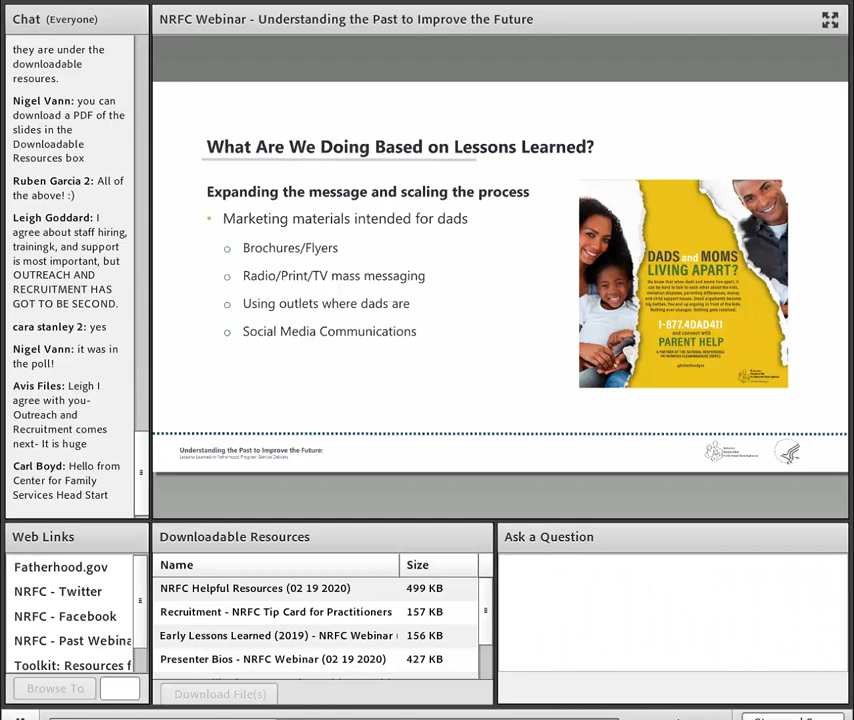 Chat (Everyone)
they are under the
downloadable
resoures.
Nigel Vann: you can
download a PDF of the
slides in the
Downloadable
Resources box
Ruben Garcia 2: All of
the above! :)
Leigh Goddard: I
agree about staff hiring,
trainingk, and support
is most important, but
OUTREACH AND
RECRUITMENT HAS
GOT TO BE SECOND.
cara stanley 2: yes
Nigel Vann: it was in
the poll!
Avis Files: Leigh I
agree with you-
Outreach and
Recruitment comes
next- It is huge
Carl Boyd: Hello from
Center for Family
Services Head Start
NRFC Webinar - Understanding the Past to Improve the Future
What Are We Doing Based on Lessons Learned?
Expanding the message and scaling the process
Marketing materials intended for dads
Brochures/Flyers
Radio/Print/TV mass messaging
Using outlets where dads are
Social Media Communications
DADS and MOMS
LIVING APART?
1-877.4DAD411
and connect with
PARENT HELP
Understanding the Past to Improve the Future:
Lessons Learned in Fatherhood Program Service Delivery
Web Links
Fatherhood.gov
NRFC - Twitter
NRFC - Facebook
NRFC - Past Webina
Toolkit: Resources f
Browse To
Downloadable Resources
Name Size
NRFC Helpful Resources (02 19 2020) 499 KB
Recruitment - NRFC Tip Card for Practitioners 157 KB
Early Lessons Learned (2019) - NRFC Webinar 156 KB
Presenter Bios - NRFC Webinar (02 19 2020) 427 KB
Download File(s)
Ask a Question